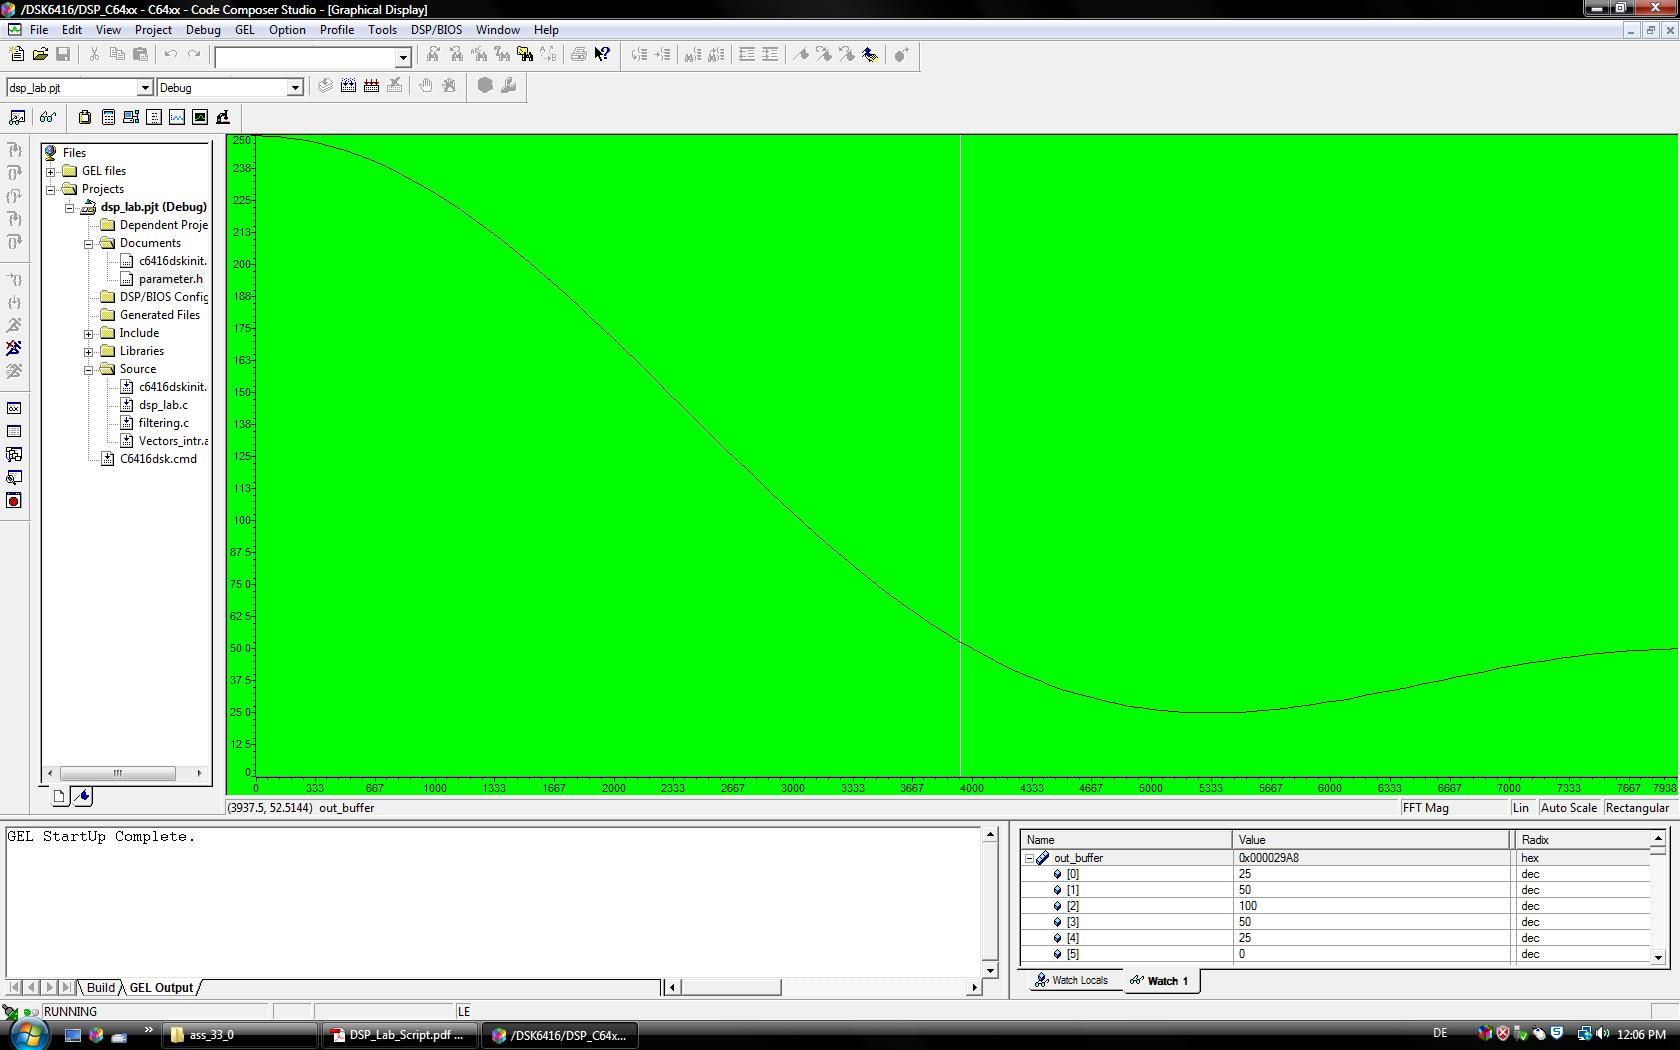 /DSK6416/DSP_C64xx - C64xx - Code Composer Studio - [Graphical Display]
File Edit View Project Debug GEL Option Profile Tools DSP/BIOS Window Help
dsp_lab.pjt Debug
Files
GEL files
Projects
dsp_lab.pjt (Debug)
Dependent Proje
Documents
c6416dskinit.
parameter.h
DSP/BIOS Config
Generated Files
Include
Libraries
Source
c6416dskinit.
dsp_lab.c
filtering.c
Vectors_intr.a
C6416dsk.cmd
250
238
225
213
200
188
175
163
150
138
125
113
100
87.5
75.0
62.5
50.0
37.5
25.0
12.5
0
0 333 667 1000 1333 1667 2000 2333 2667 3000 3333 3667 4000 4333 4667 5000 5333 5667 6000 6333 6667 7000 7333 7667 7938
(3937.5, 52.5144) out_buffer FFT Mag Lin Auto Scale Rectangular
GEL StartUp Complete.
Build GEL Output
Name Value Radix
out_buffer 0x000029A8 hex
[0] 25 dec
[1] 50 dec
[2] 100 dec
[3] 50 dec
[4] 25 dec
[5] 0 dec
Watch Locals Watch 1
RUNNING LE
ass_33_0 DSP_Lab_Script.pdf ... /DSK6416/DSP_C64x... DE 12:06 PM